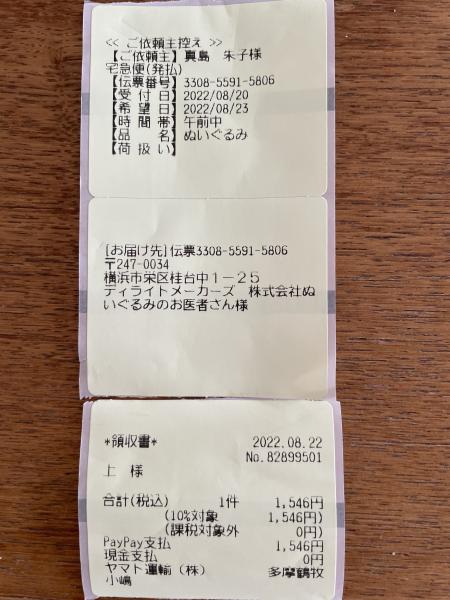 ≪ ご依頼主控え ≫
【ご依頼主】真島 朱子様
宅急便(発払)
【伝票番号】3308-5591-5806
【受付日】2022/08/20
【希望日】2022/08/23
【時間帯】午前中
【品名】ぬいぐるみ
【荷扱い】
[お届け先]伝票3308-5591-5806
〒247-0034
横浜市栄区桂台中1-25
ディライトメーカーズ 株式会社ぬ
いぐるみのお医者さん様
*領収書* 2022.08.22
No.82899501
上 様
合計(税込) 1件 1,546円
(10%対象 1,546円)
(課税対象外 0円)
PayPay支払 1,546円
現金支払 0円
ヤマト運輸(株) 多摩鶴牧
小嶋